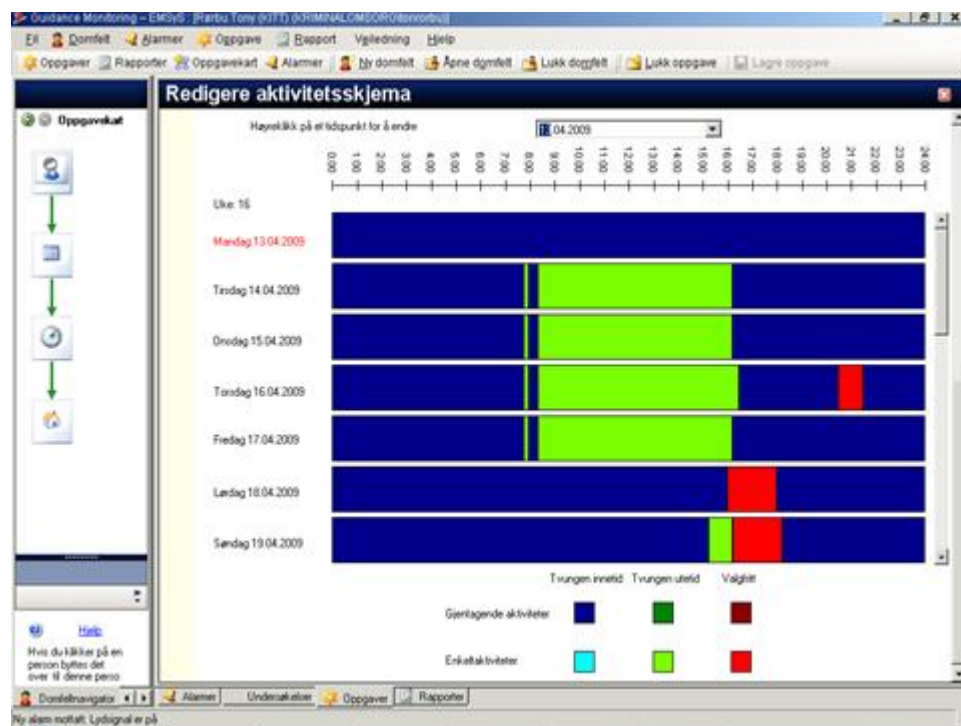 Guidance Monitoring – EMSyS : [Rørbu Tony (KITT) (KRIMINALOMSORG\tonrorbu)]
Fil Domfelt Alarmer Oppgave Rapport Veiledning Hjelp
Oppgaver Rapporter Oppgavekart Alarmer Ny domfelt Åpne domfelt Lukk domfelt Lukk oppgave Lagre oppgave
Redigere aktivitetsskjema
Oppgavekart
Høyreklikk på et tidspunkt for å endre
13.04.2009
0:00 1:00 2:00 3:00 4:00 5:00 6:00 7:00 8:00 9:00 10:00 11:00 12:00 13:00 14:00 15:00 16:00 17:00 18:00 19:00 20:00 21:00 22:00 23:00 24:00
Uke: 16
Mandag 13.04.2009
Tirsdag 14.04.2009
Onsdag 15.04.2009
Torsdag 16.04.2009
Fredag 17.04.2009
Lørdag 18.04.2009
Søndag 19.04.2009
Tvungen innetid Tvungen utetid Valgfritt
Gjentagende aktiviteter
Enkeltaktiviteter
Hjelp
Hvis du klikker på en
person byttes det
over til denne perso
Domfeltnavigator Alarmer Undersøkelser Oppgaver Rapporter
Ny alarm mottatt. Lydsignal er på